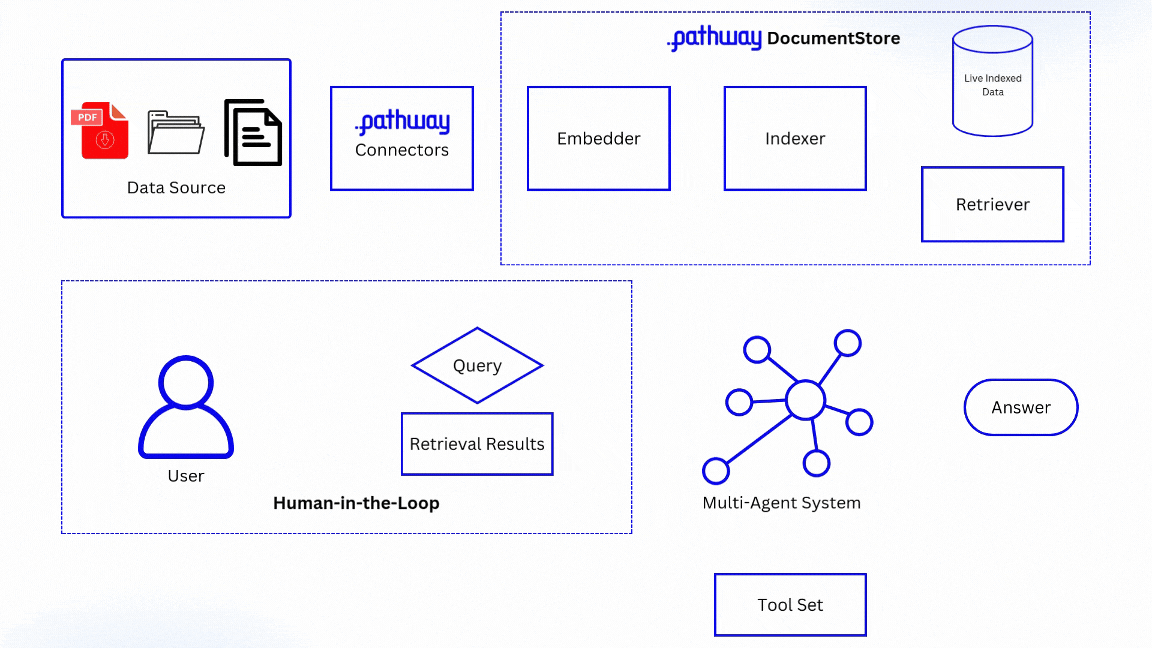 .pathway DocumentStore
Live Indexed
Data
PDF
.pathway
Connectors
Embedder
Indexer
Data Source
Retriever
Query
Answer
Retrieval Results
User
Human-in-the-Loop
Multi-Agent System
Tool Set